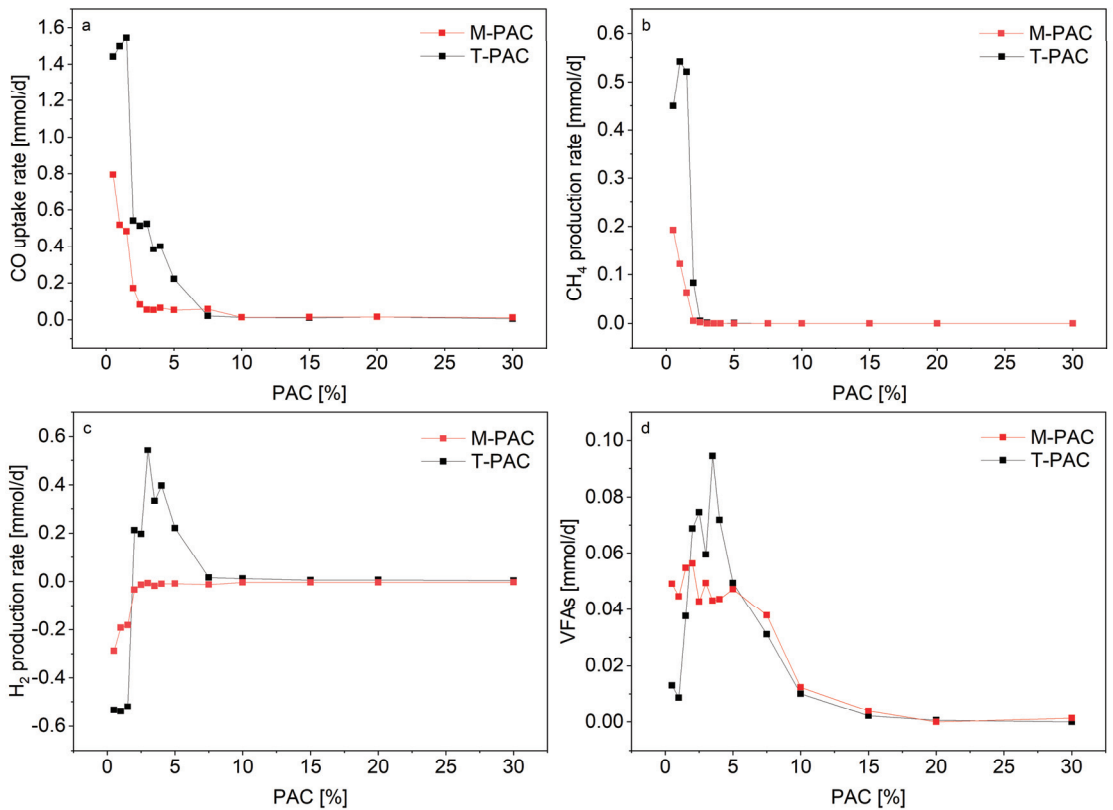 a
M-PAC
T-PAC
CO uptake rate [mmol/d]
1.6
1.4
1.2
1.0
0.8
0.6
0.4
0.2
0.0
0 5 10 15 20 25 30
PAC [%]
b
M-PAC
T-PAC
CH₄ production rate [mmol/d]
0.6
0.5
0.4
0.3
0.2
0.1
0.0
0 5 10 15 20 25 30
PAC [%]
c
M-PAC
T-PAC
H₂ production rate [mmol/d]
0.6
0.4
0.2
0.0
-0.2
-0.4
-0.6
0 5 10 15 20 25 30
PAC [%]
d
M-PAC
T-PAC
VFAs [mmol/d]
0.10
0.08
0.06
0.04
0.02
0.00
0 5 10 15 20 25 30
PAC [%]